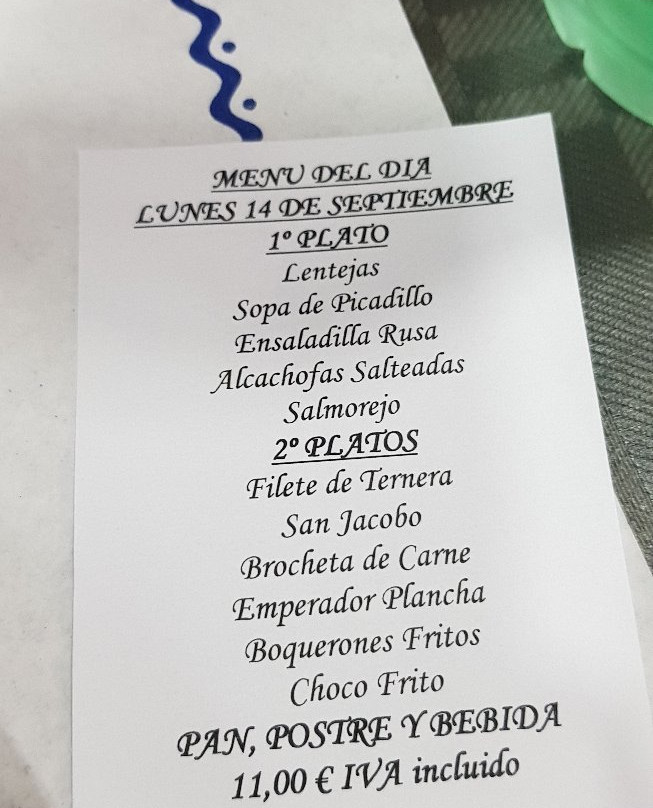 MENU DEL DIA
LUNES 14 DE SEPTIEMBRE
1º PLATO
Lentejas
Sopa de Picadillo
Ensaladilla Rusa
Alcachofas Salteadas
Salmorejo
2º PLATOS
Filete de Ternera
San Jacobo
Brocheta de Carne
Emperador Plancha
Boquerones Fritos
Choco Frito
PAN, POSTRE Y BEBIDA
11,00 € IVA incluido